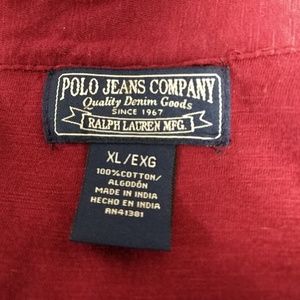 POLO JEANS COMPANY
Quality Denim Goods
SINCE 1967
RALPH LAUREN MFG.
XL/EXG
100%COTTON/
ALGODÓN
MADE IN INDIA
HECHO EN INDIA
RN41381